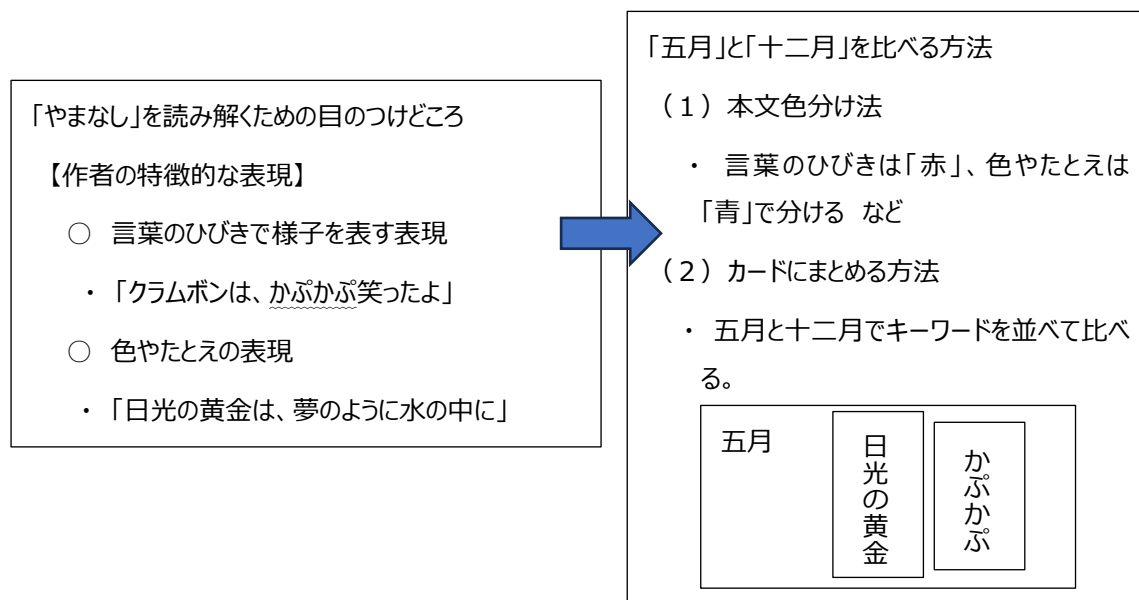 「やまなし」を読み解くための目のつけどころ
【作者の特徴的な表現】
○ 言葉のひびきで様子を表す表現
・「クラムボンは、かぷかぷ笑ったよ」
○ 色やたとえの表現
・「日光の黄金は、夢のように水の中に」
「五月」と「十二月」を比べる方法
(1)本文色分け法
・ 言葉のひびきは「赤」、色やたとえは
「青」で分ける など
(2)カードにまとめる方法
・ 五月と十二月でキーワードを並べて比べ
る。
五月
かぷかぷ
日光の黄金